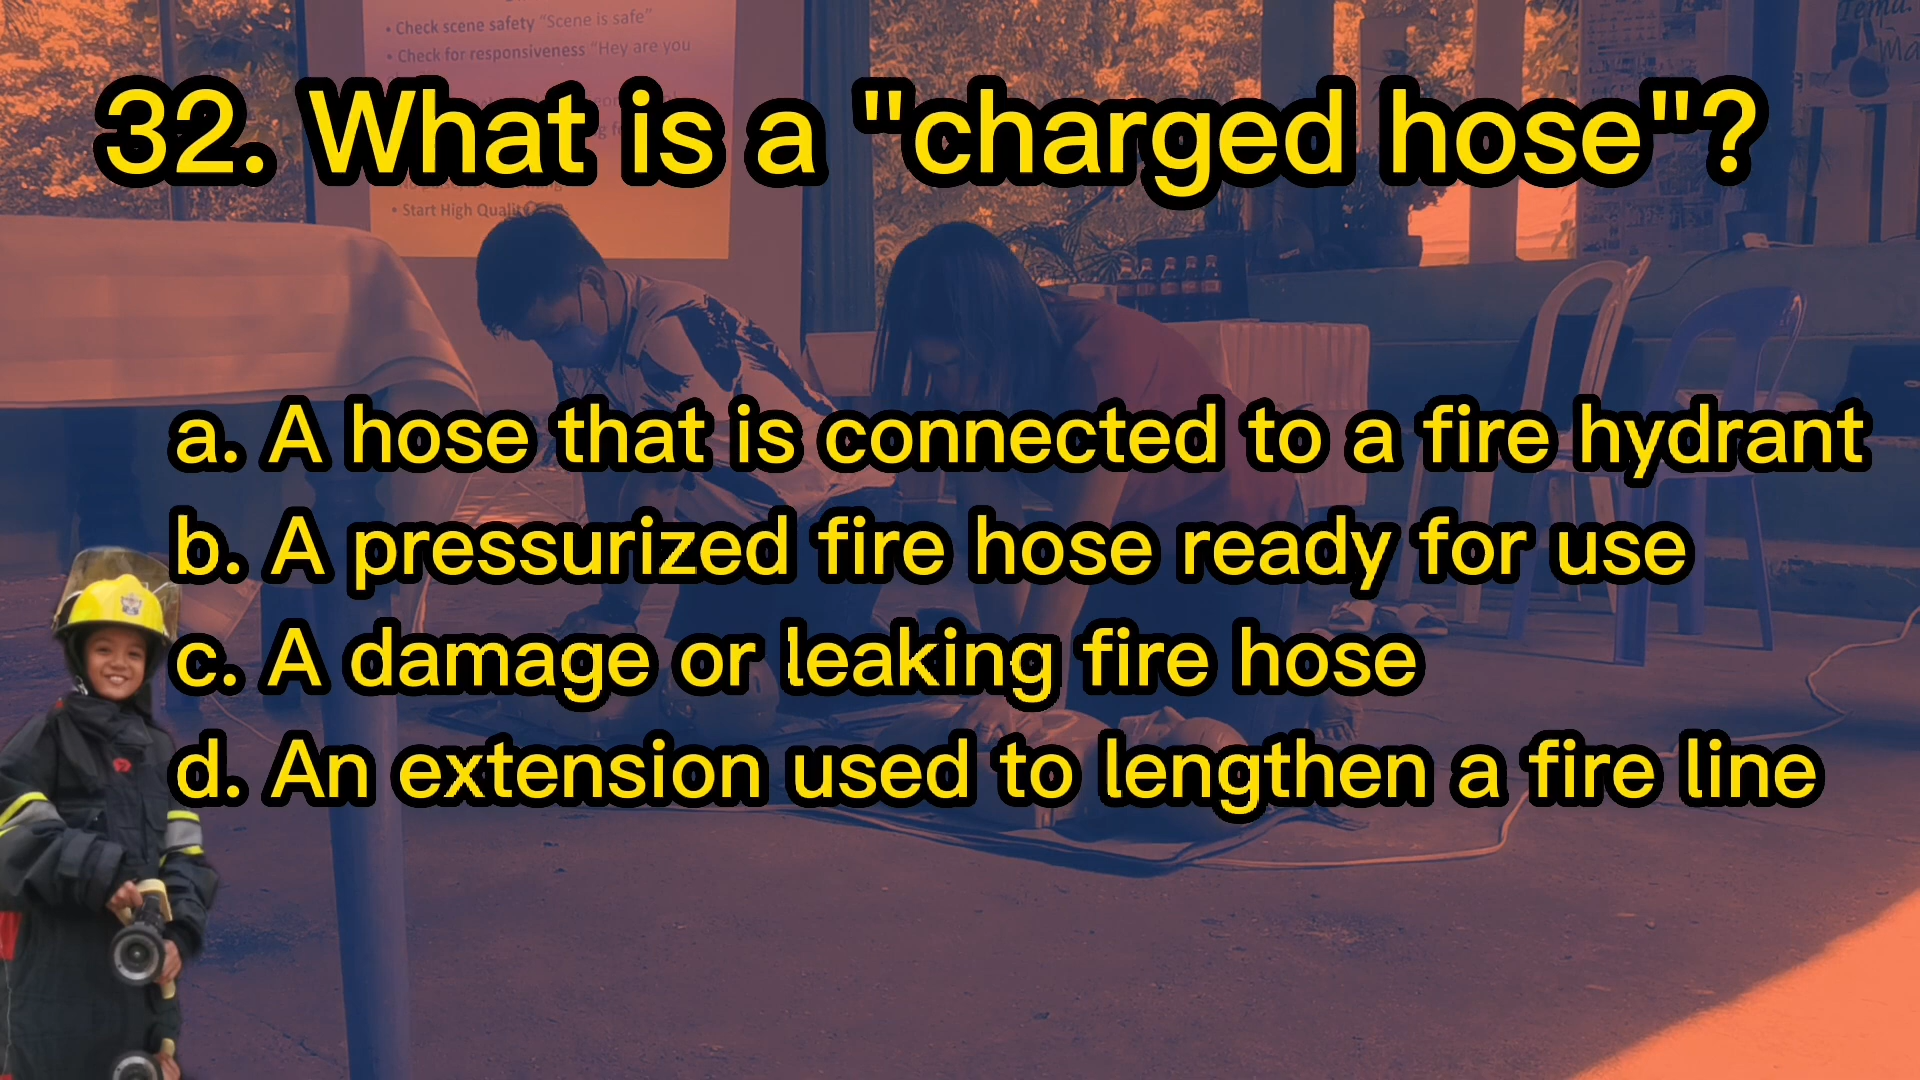 • Check scene safety “Scene is safe”
• Check for responsiveness “Hey are you
32. What is a "charged hose"?
• Start High Quality
a. A hose that is connected to a fire hydrant
b. A pressurized fire hose ready for use
c. A damage or leaking fire hose
d. An extension used to lengthen a fire line